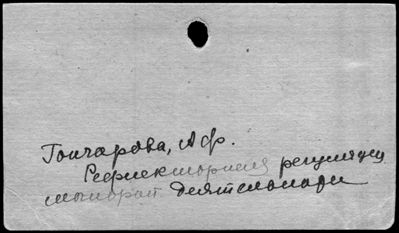 Гончарова, А. Ф.
Рефлекторная регуляция
деятельности